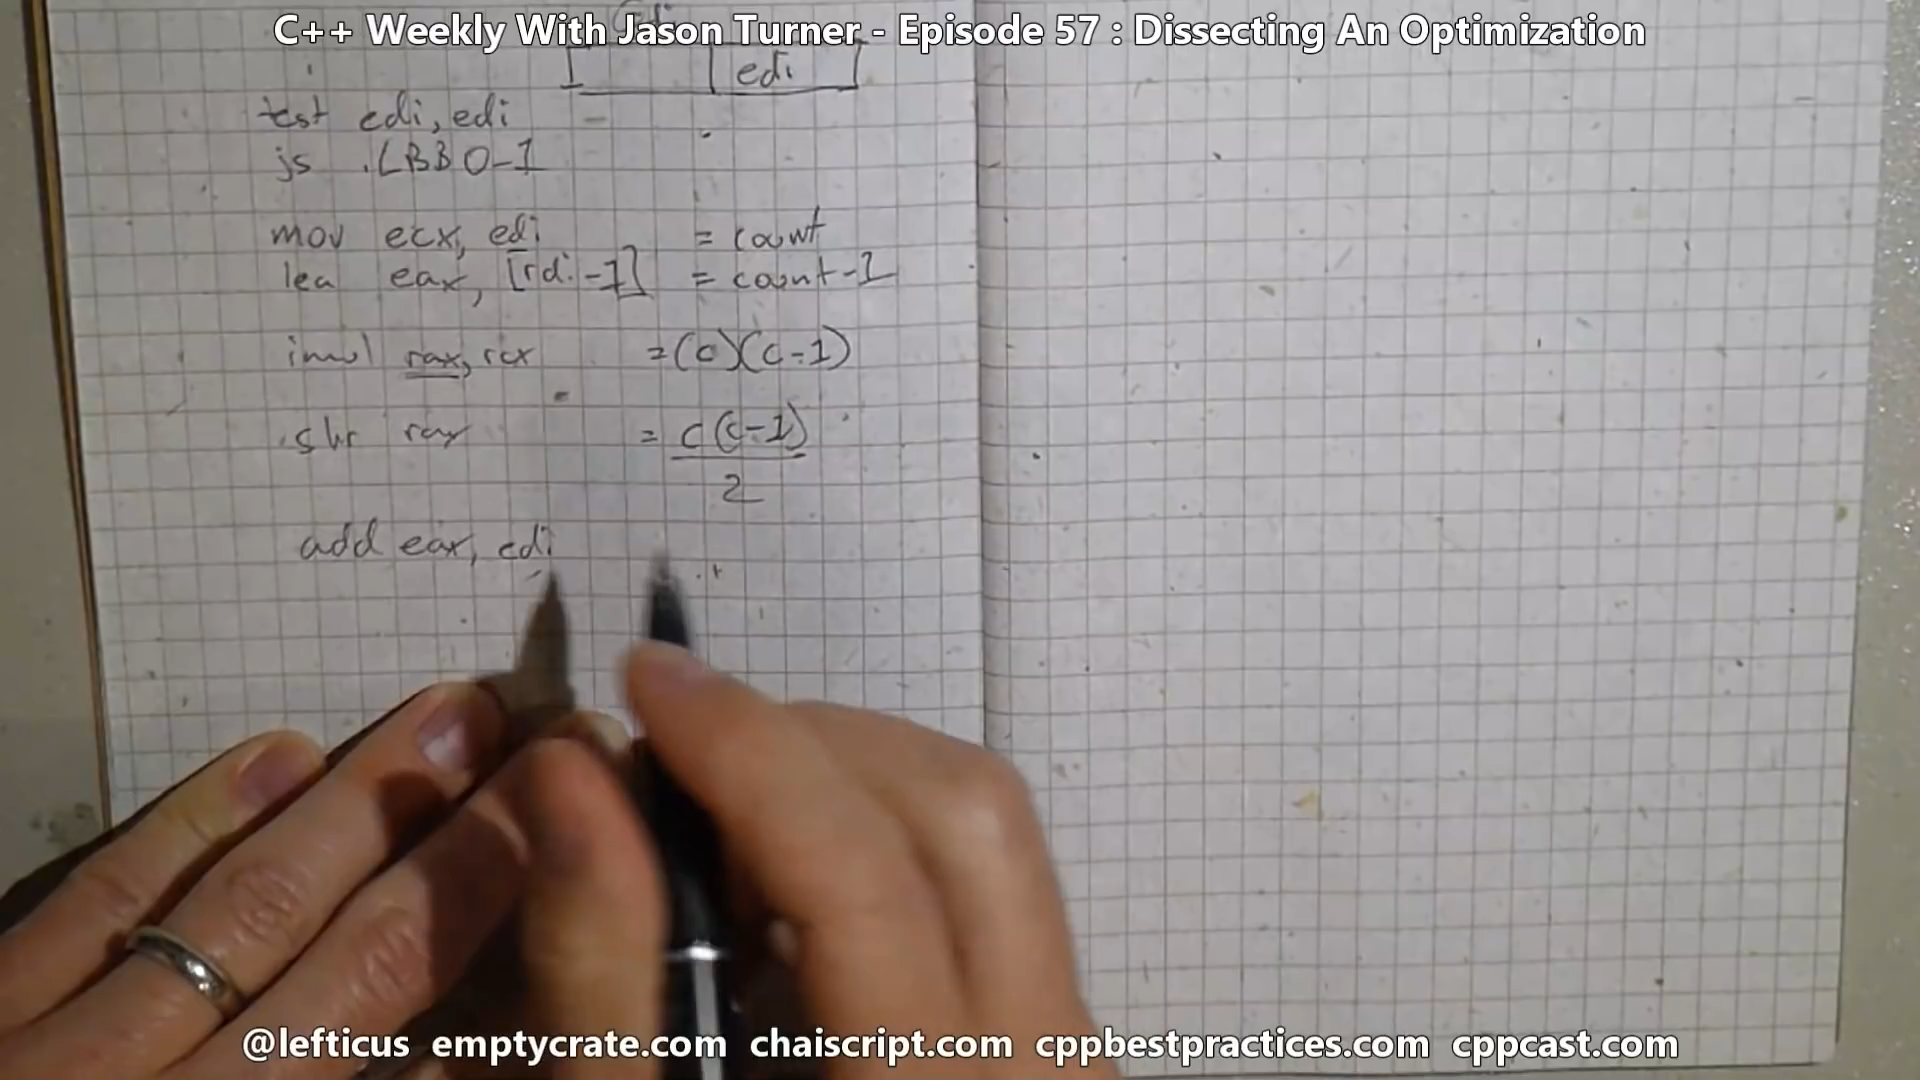 C++ Weekly With Jason Turner - Episode 57 : Dissecting An Optimization
edi
test edi, edi
js .LBB0_1
mov ecx, edi = count
lea eax, [rdi-1] = count-1
imul rax, rcx =(c)(c-1)
shr rax = c(c-1)
2
add eax, edi
@lefticus emptycrate.com chaiscript.com cppbestpractices.com cppcast.com